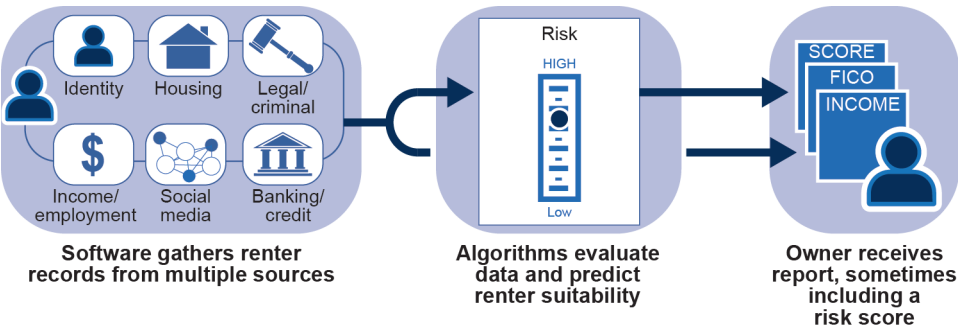 Identity
Housing
Legal/
criminal
$
Income/
employment
Social
media
Banking/
credit
Software gathers renter
records from multiple sources
Risk
HIGH
Low
Algorithms evaluate
data and predict
renter suitability
SCORE
FICO
INCOME
Owner receives
report, sometimes
including a
risk score